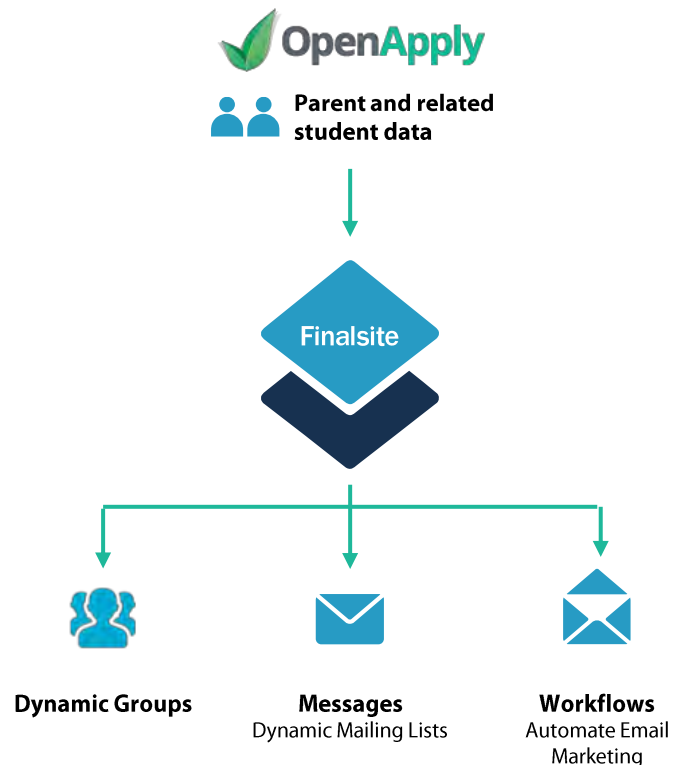 OpenApply
Parent and related
student data
Finalsite
Dynamic Groups
Messages
Dynamic Mailing Lists
Workflows
Automate Email
Marketing